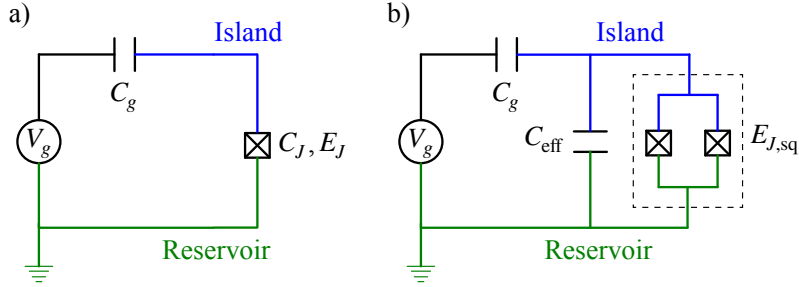 a)
Island
C_g
V_g
C_J, E_J
Reservoir
b)
Island
C_g
V_g
C_eff
E_J,sq
Reservoir